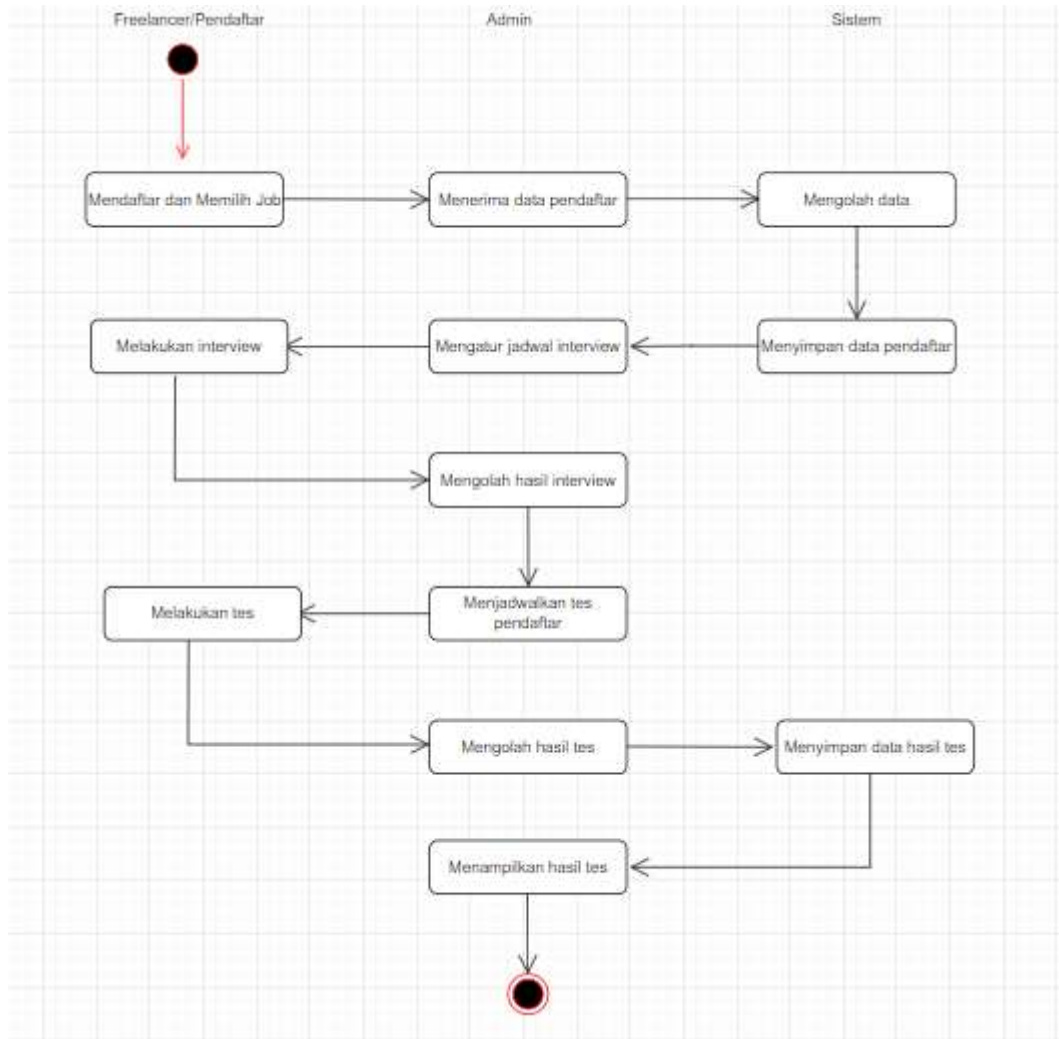 Freelancer/Pendaftar
Admin
Sistem
Mendaftar dan Memilih Job
Menerima data pendaftar
Mengolah data
Melakukan interview
Mengatur jadwal interview
Menyimpan data pendaftar
Mengolah hasil interview
Melakukan tes
Menjadwalkan tes
pendaftar
Mengolah hasil tes
Menyimpan data hasil tes
Menampilkan hasil tes